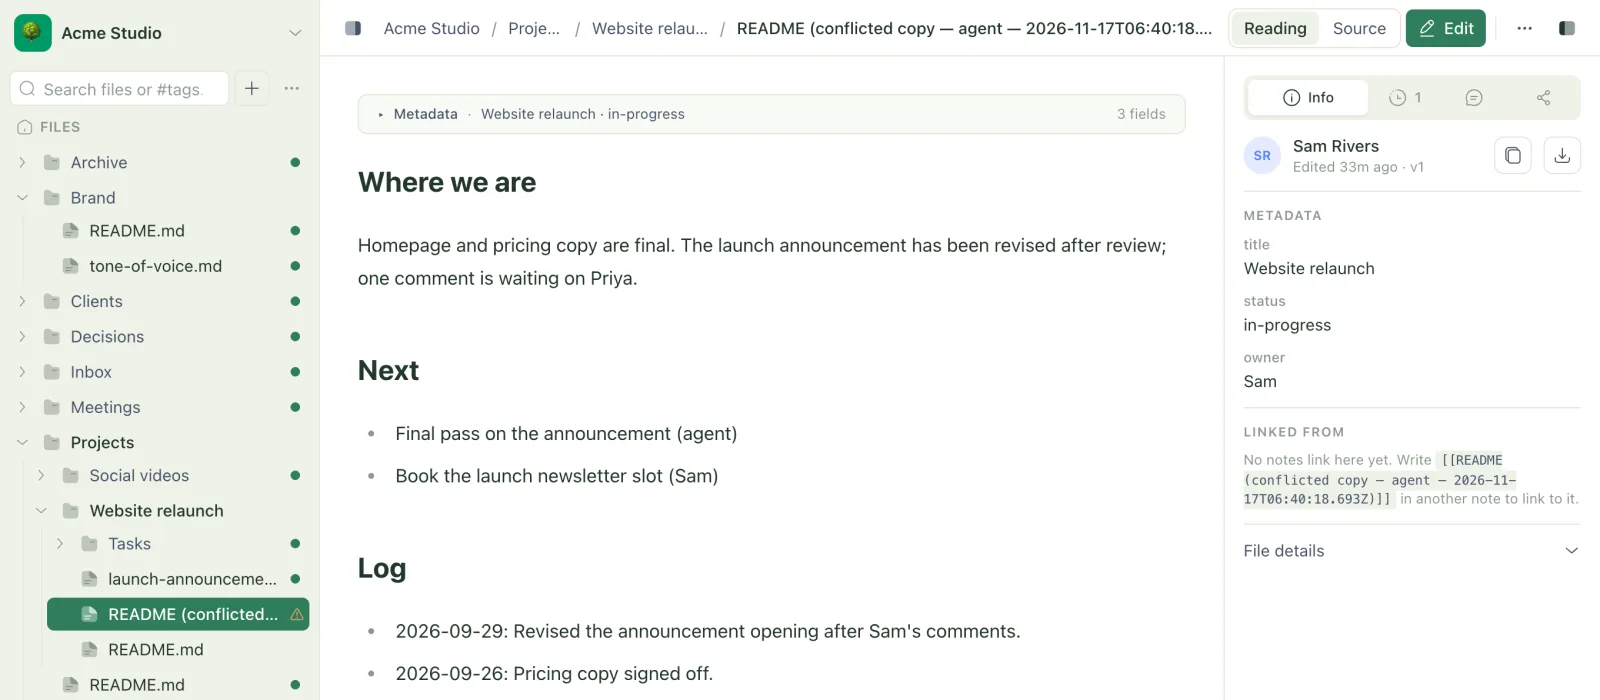 Acme Studio
Search files or #tags.
FILES
Archive
Brand
README.md
tone-of-voice.md
Clients
Decisions
Inbox
Meetings
Projects
Social videos
Website relaunch
Tasks
launch-announceme...
README (conflicted...
README.md
README.md
Acme Studio / Proje... / Website relau... / README (conflicted copy — agent — 2026-11-17T06:40:18....
Reading
Source
Edit
Metadata · Website relaunch · in-progress
3 fields
Where we are
Homepage and pricing copy are final. The launch announcement has been revised after review;
one comment is waiting on Priya.
Next
• Final pass on the announcement (agent)
• Book the launch newsletter slot (Sam)
Log
• 2026-09-29: Revised the announcement opening after Sam's comments.
• 2026-09-26: Pricing copy signed off.
Info
1
SR
Sam Rivers
Edited 33m ago · v1
METADATA
title
Website relaunch
status
in-progress
owner
Sam
LINKED FROM
No notes link here yet. Write [[README
(conflicted copy — agent — 2026-11-
17T06:40:18.693Z)]] in another note to link to it.
File details